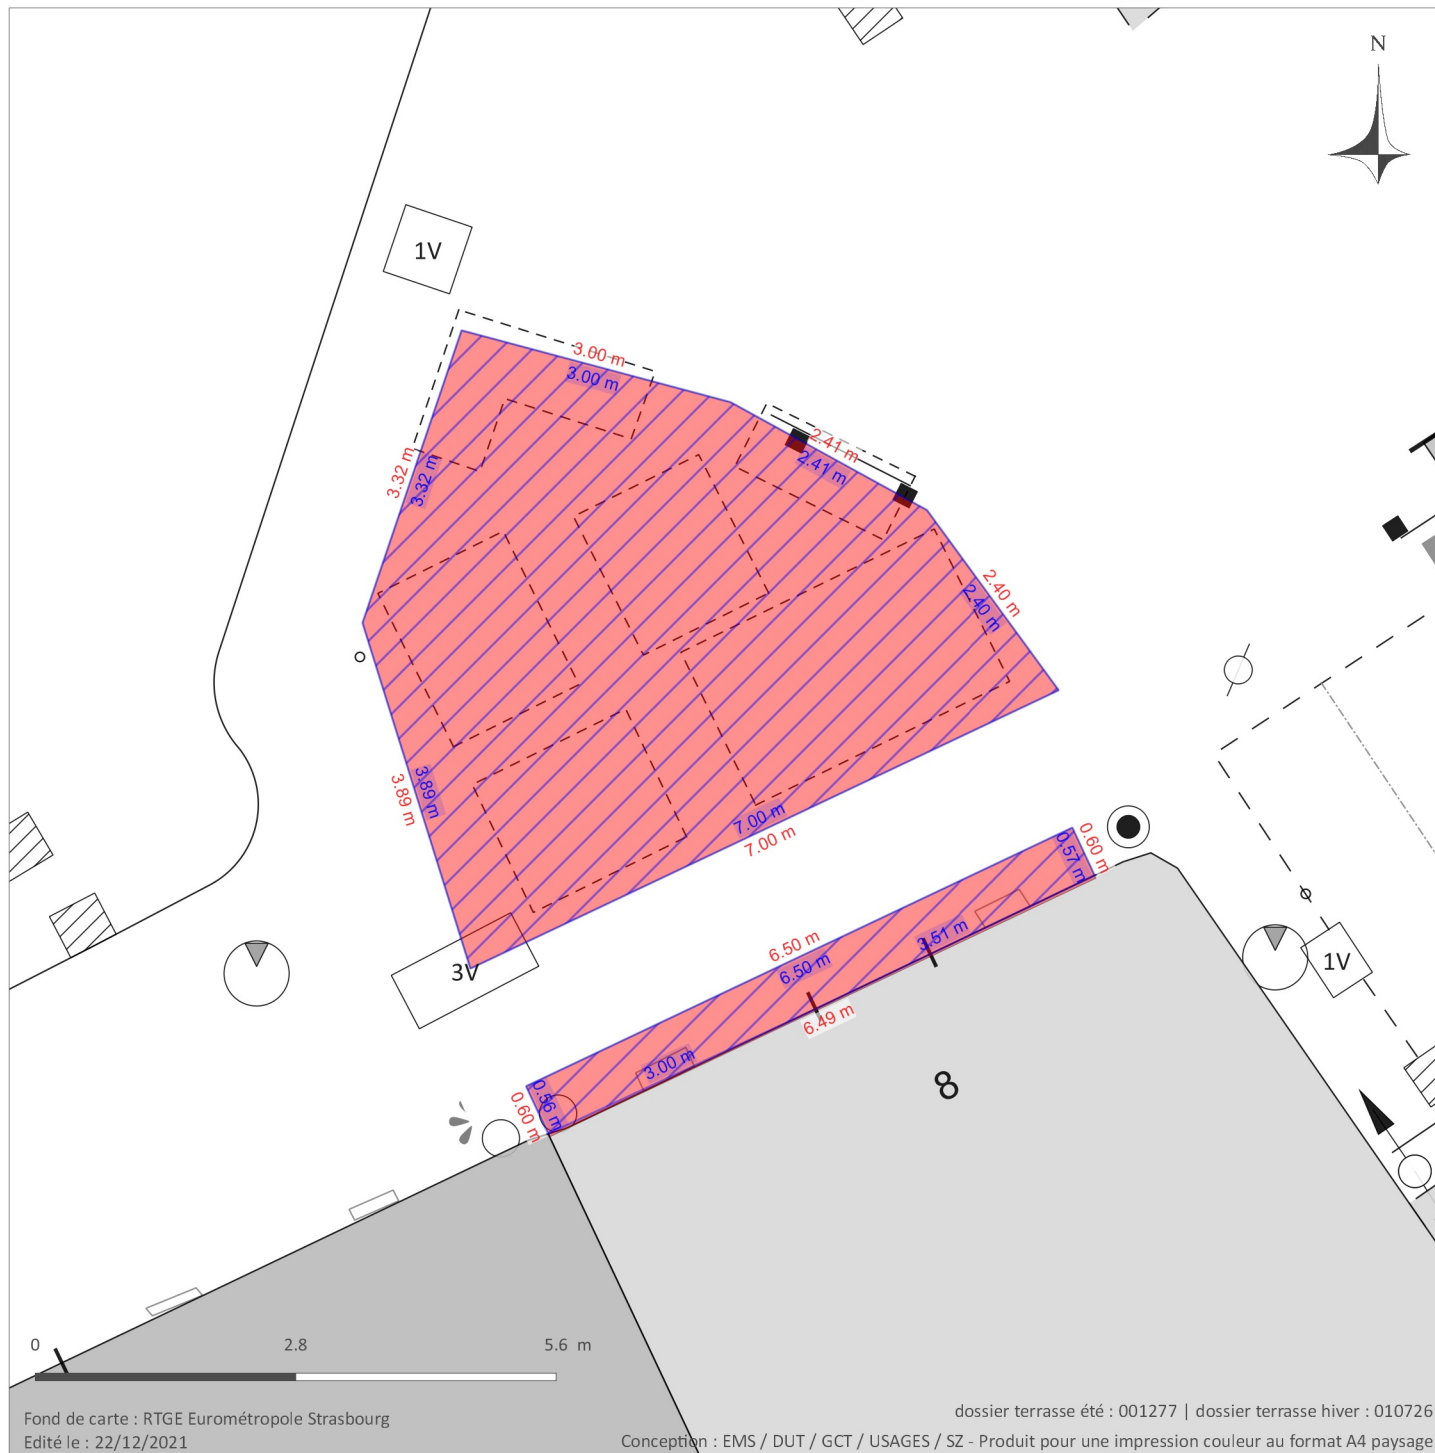 N
1V
3.00 m
3.00 m
2.41 m
2.41 m
3.32 m
3.32 m
2.40 m
2.40 m
3.89 m
3.89 m
7.00 m
7.00 m
0.60 m
0.57 m
3.51 m
6.50 m
6.50 m
3V
1V
6.49 m
3.00 m
0.56 m
0.60 m
8
0 2.8 5.6 m
Fond de carte : RTGE Eurométropole Strasbourg
Edité le : 22/12/2021
dossier terrasse été : 001277 | dossier terrasse hiver : 010726
Conception : EMS / DUT / GCT / USAGES / SZ - Produit pour une impression couleur au format A4 paysage